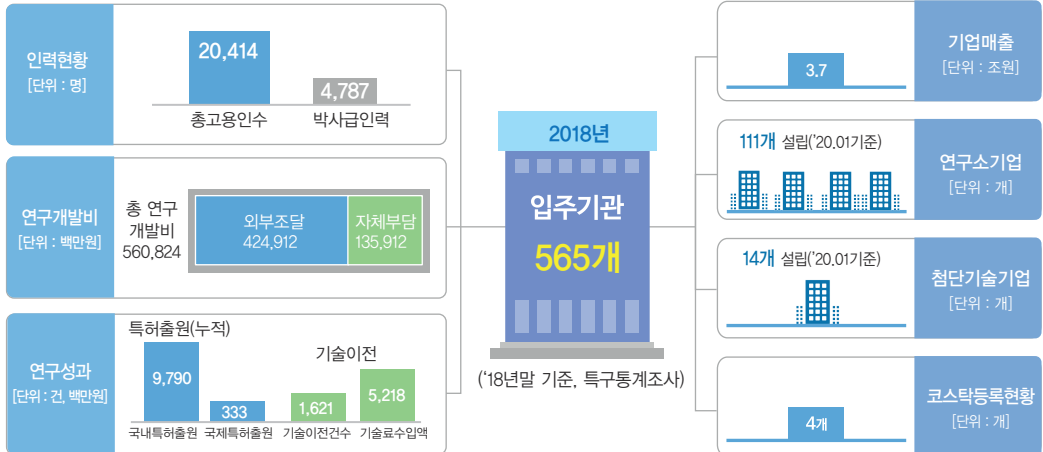 인력현황
[단위 : 명]
20,414
4,787
총고용인수
박사급인력
연구개발비
[단위 : 백만원]
총 연구
개발비
560,824
외부조달
424,912
자체부담
135,912
연구성과
[단위 : 건, 백만원]
특허출원(누적)
기술이전
9,790
333
1,621
5,218
국내특허출원
국제특허출원
기술이전건수
기술료수입액
2018년
입주기관
565개
(‘18년말 기준, 특구통계조사)
3.7
기업매출
[단위 : 조원]
111개 설립('20.01기준)
연구소기업
[단위 : 개]
14개 설립('20.01기준)
첨단기술기업
[단위 : 개]
4개
코스닥등록현황
[단위 : 개]